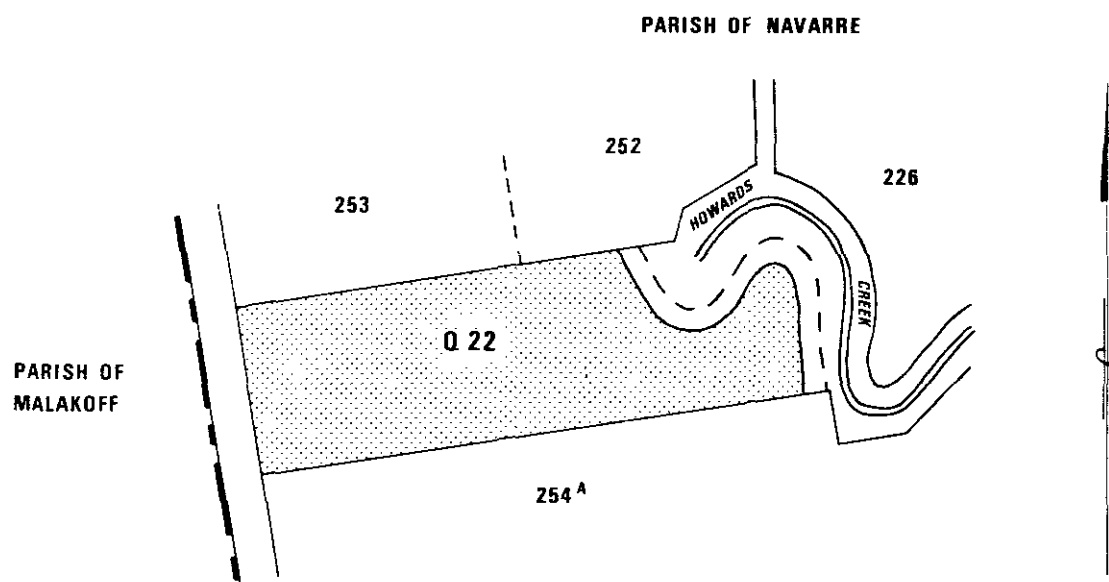 PARISH OF NAVARRE
252
253
226
HOWARDS
CREEK
Q 22
PARISH OF
MALAKOFF
254 A